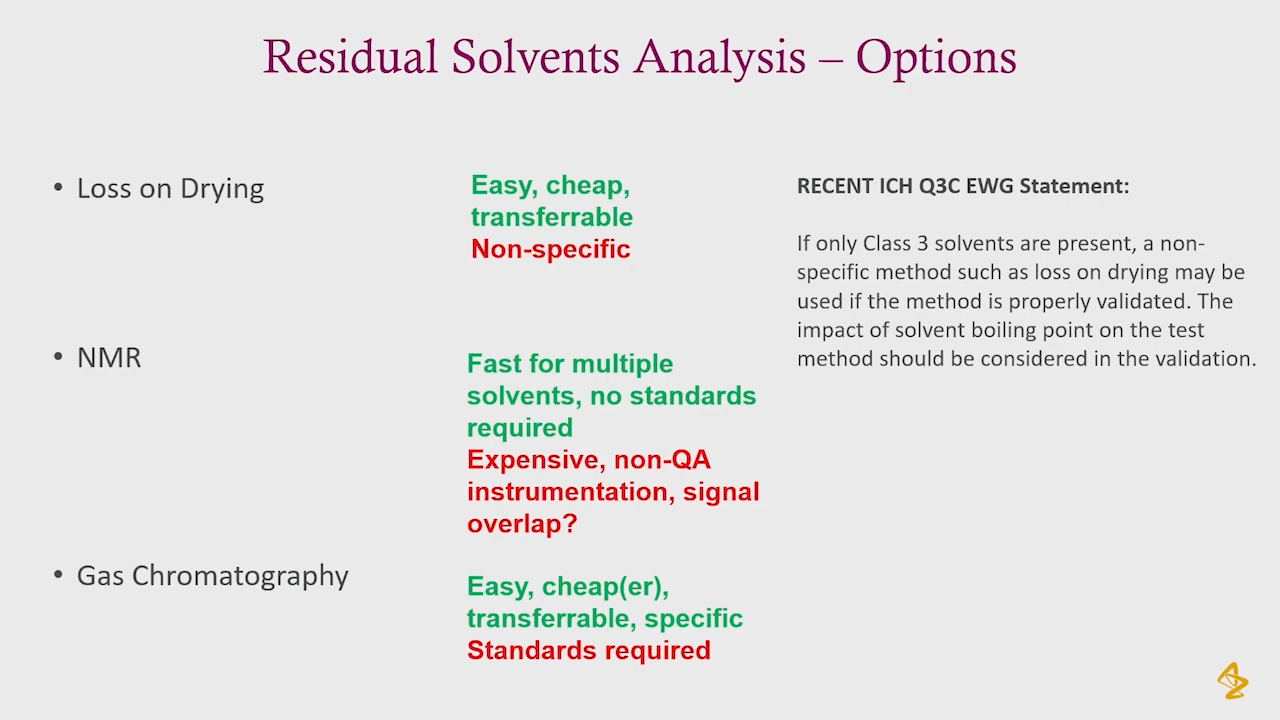 Residual Solvents Analysis – Options
• Loss on Drying
Easy, cheap,
transferrable
Non-specific
RECENT ICH Q3C EWG Statement:
If only Class 3 solvents are present, a non-
specific method such as loss on drying may be
used if the method is properly validated. The
impact of solvent boiling point on the test
method should be considered in the validation.
• NMR
Fast for multiple
solvents, no standards
required
Expensive, non-QA
instrumentation, signal
overlap?
• Gas Chromatography
Easy, cheap(er),
transferrable, specific
Standards required